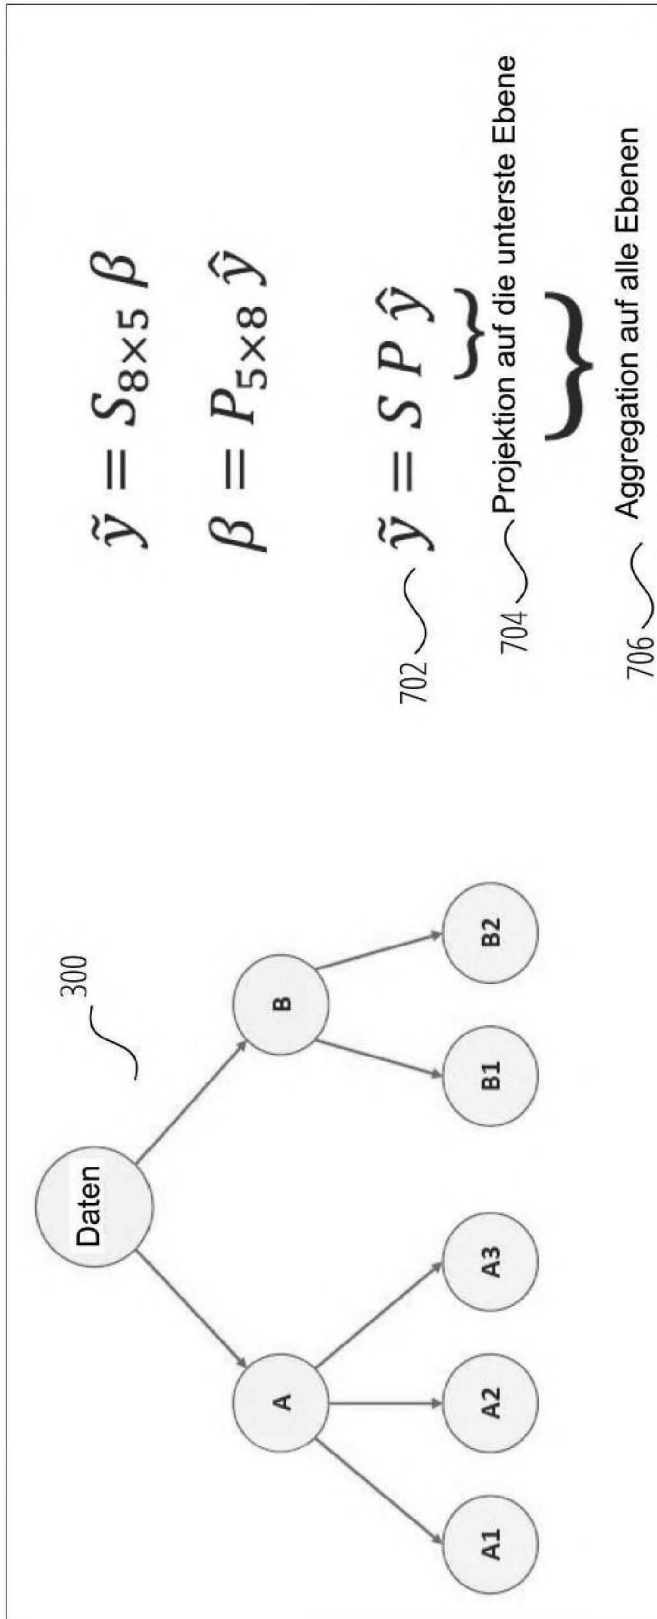 300
Daten
A
B
A1
A2
A3
B1
B2
ỹ = S₈ₓ₅ β
β = P₅ₓ₈ ŷ
702
ỹ = S P ŷ
704
Projektion auf die unterste Ebene
706
Aggregation auf alle Ebenen